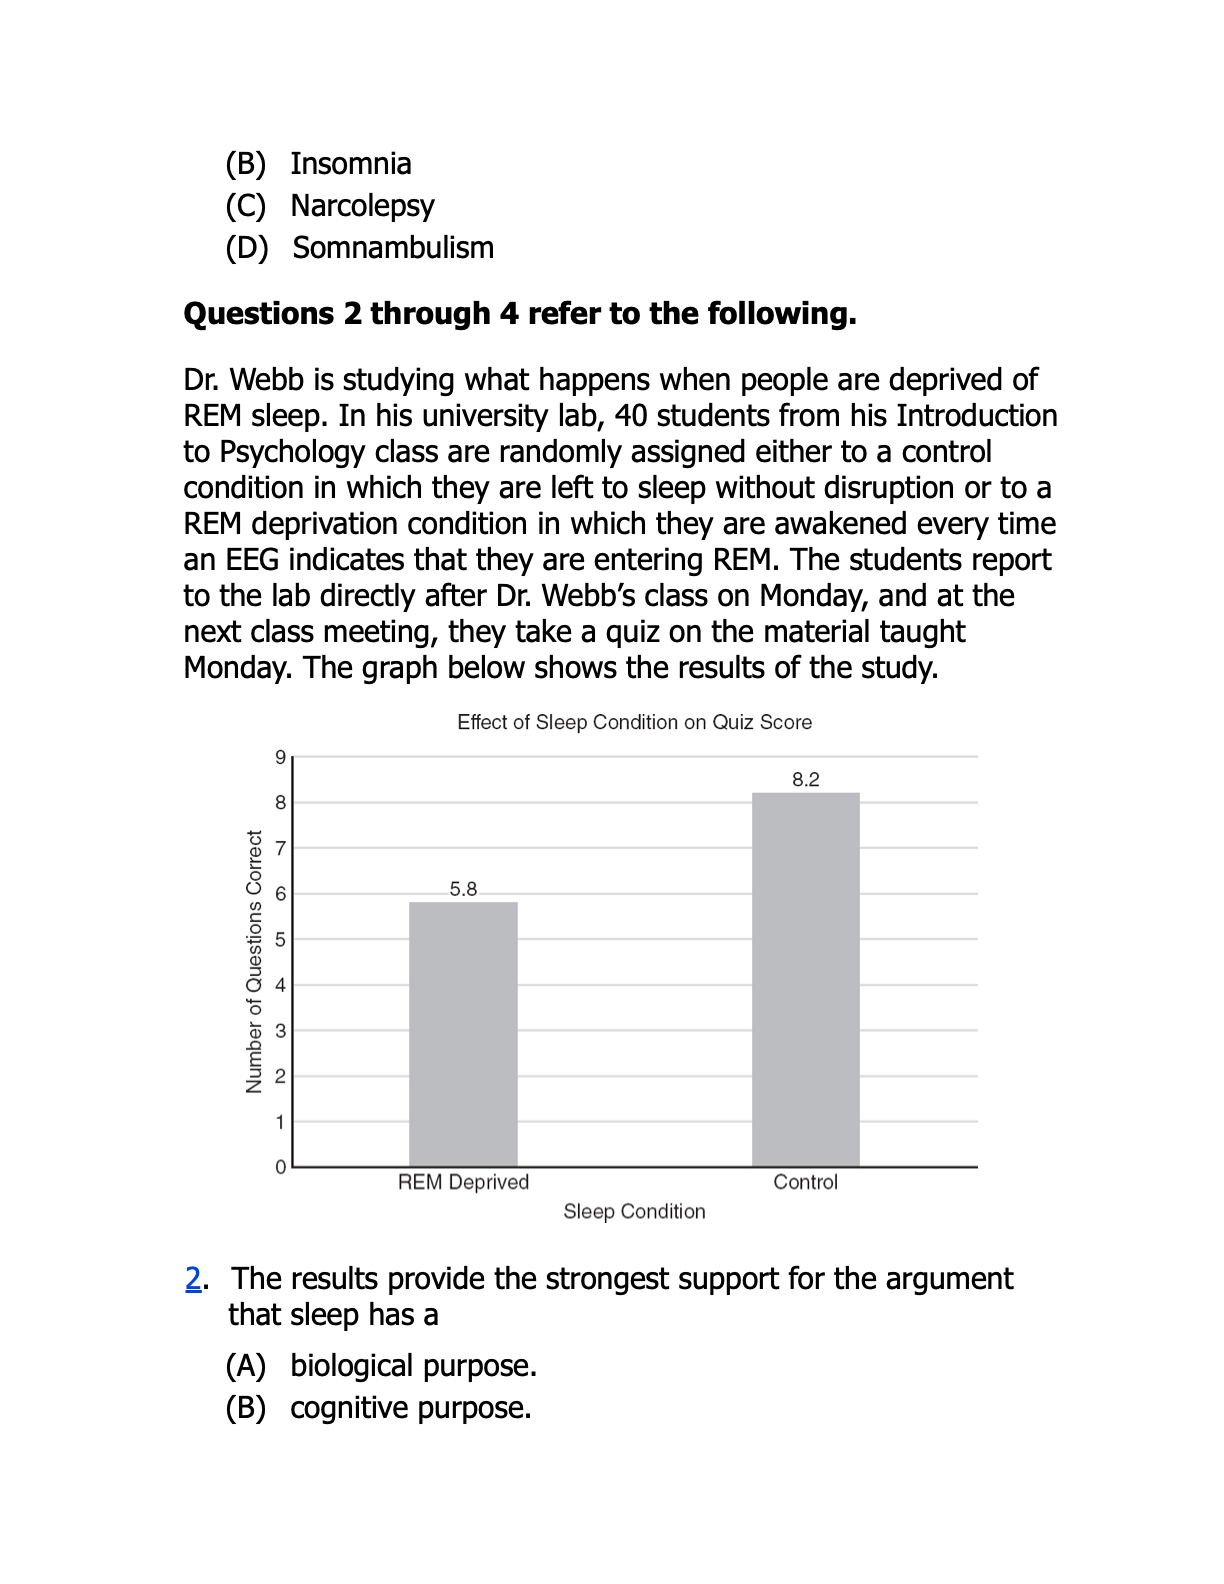 (B) Insomnia
(C) Narcolepsy
(D) Somnambulism
Questions 2 through 4 refer to the following.
Dr. Webb is studying what happens when people are deprived of
REM sleep. In his university lab, 40 students from his Introduction
to Psychology class are randomly assigned either to a control
condition in which they are left to sleep without disruption or to a
REM deprivation condition in which they are awakened every time
an EEG indicates that they are entering REM. The students report
to the lab directly after Dr. Webb’s class on Monday, and at the
next class meeting, they take a quiz on the material taught
Monday. The graph below shows the results of the study.
Effect of Sleep Condition on Quiz Score
Number of Questions Correct
9
8
7
6
5
4
3
2
1
0
5.8
8.2
REM Deprived
Control
Sleep Condition
2. The results provide the strongest support for the argument
that sleep has a
(A) biological purpose.
(B) cognitive purpose.